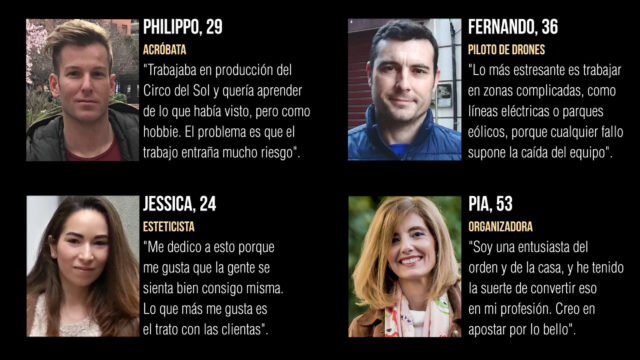 PHILIPPO, 29
ACRÓBATA
"Trabajaba en producción del
Circo del Sol y quería aprender
de lo que había visto, pero como
hobbie. El problema es que el
trabajo entraña mucho riesgo".
FERNANDO, 36
PILOTO DE DRONES
"Lo más estresante es trabajar
en zonas complicadas, como
líneas eléctricas o parques
eólicos, porque cualquier fallo
supone la caída del equipo".
JESSICA, 24
ESTETICISTA
"Me dedico a esto porque
me gusta que la gente se
sienta bien consigo misma.
Lo que más me gusta es
el trato con las clientas".
PIA, 53
ORGANIZADORA
"Soy una entusiasta del
orden y de la casa, y he tenido
la suerte de convertir eso
en mi profesión. Creo en
apostar por lo bello".